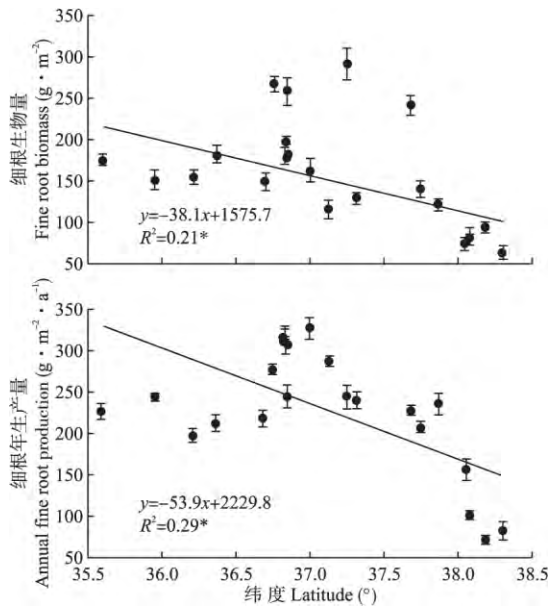 350
300
250
200
150
100
50
细根生物量
Fine root biomass (g · m⁻²)
y=−38.1x+1575.7
R²=0.21*
350
300
250
200
150
100
50
细根年生产量
Annual fine root production (g · m⁻² · a⁻¹)
y=−53.9x+2229.8
R²=0.29*
35.5 36.0 36.5 37.0 37.5 38.0 38.5
纬 度 Latitude (°)